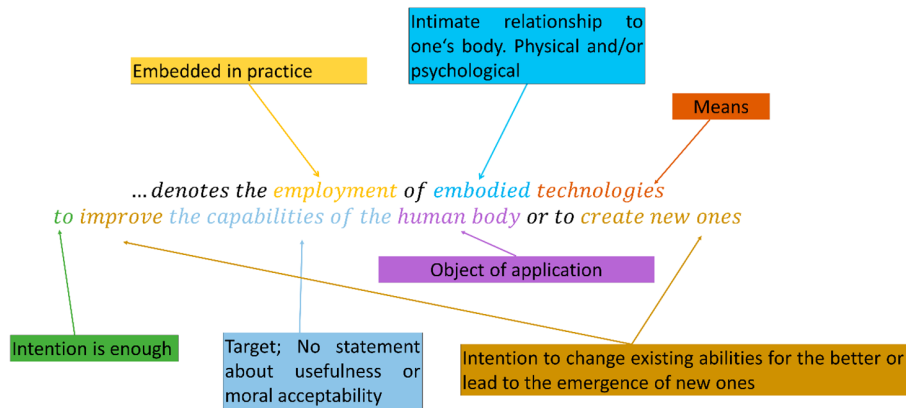 Intimate relationship to
one‘s body. Physical and/or
psychological
Embedded in practice
Means
… denotes the employment of embodied technologies
to improve the capabilities of the human body or to create new ones
Object of application
Intention is enough
Target; No statement
about usefulness or
moral acceptability
Intention to change existing abilities for the better or
lead to the emergence of new ones